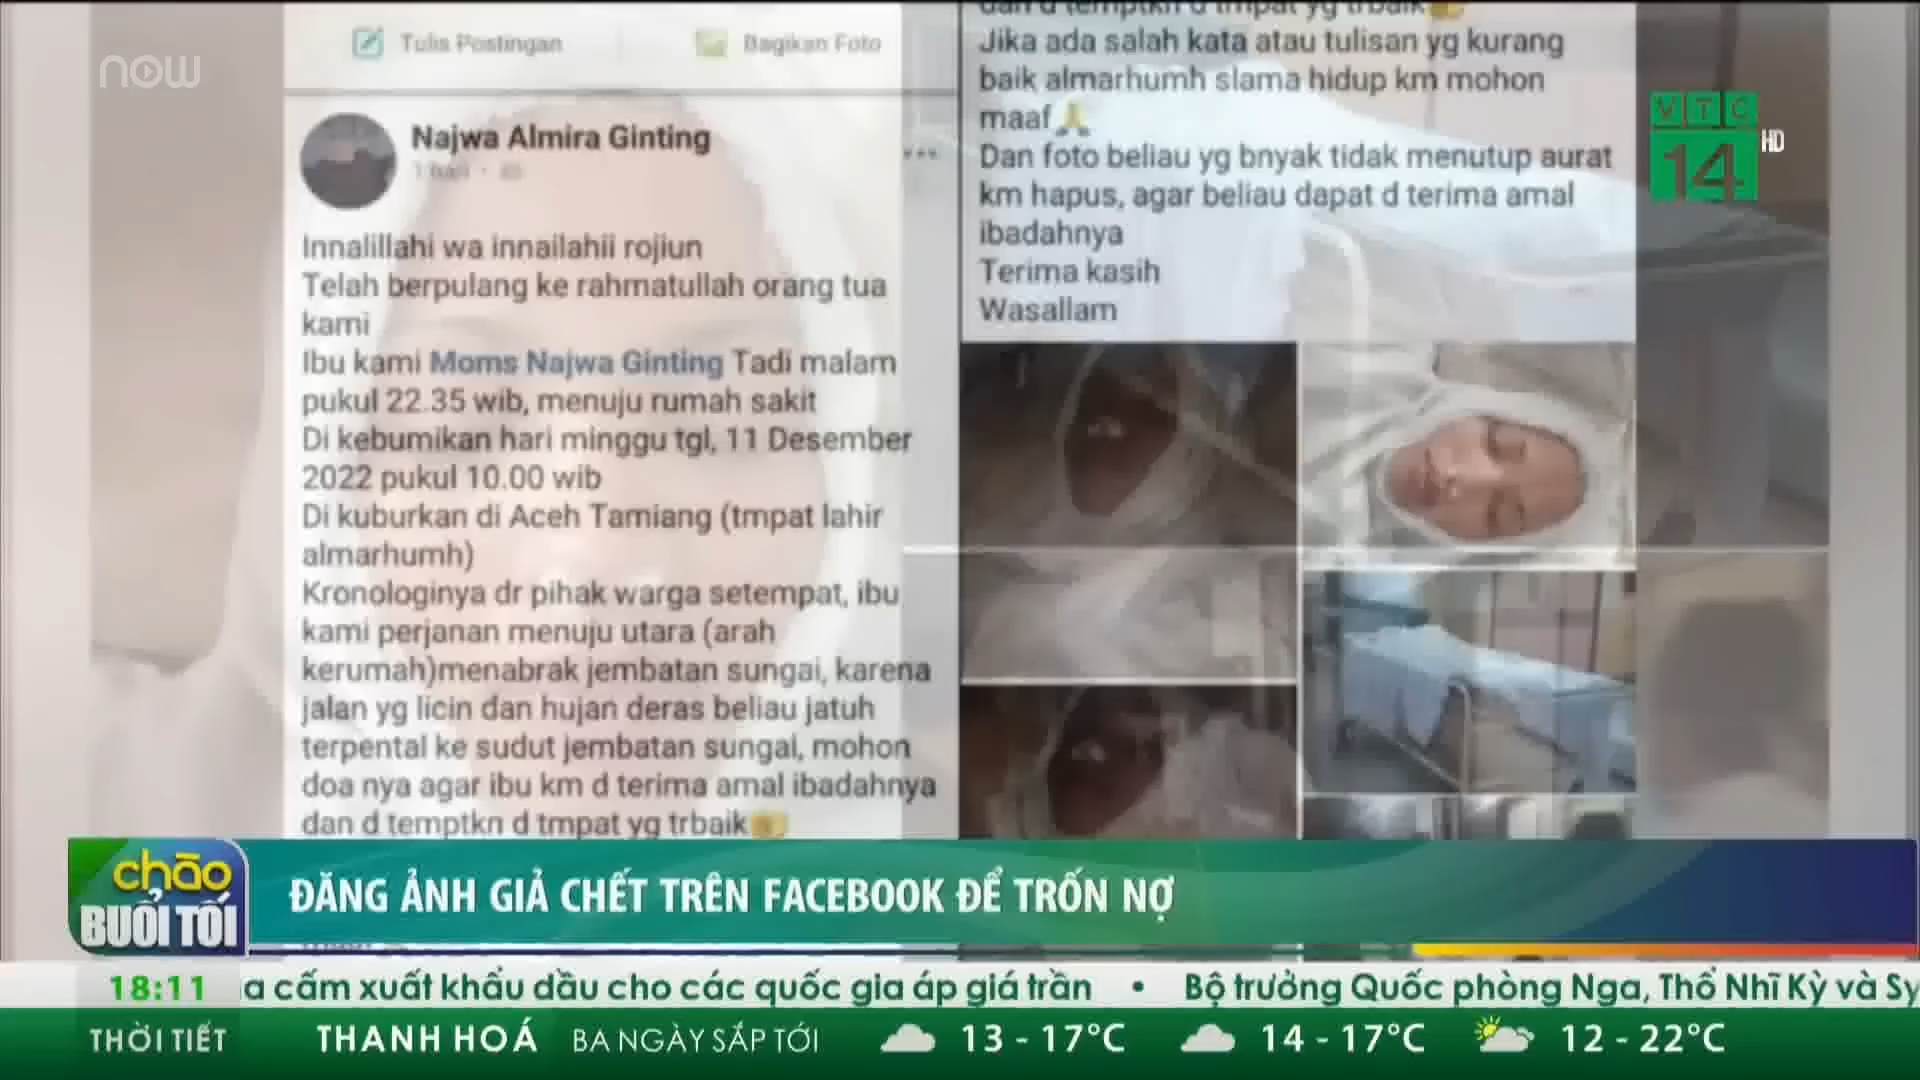 now
Tulis Postingan
Bagikan Foto
Najwa Almira Ginting
Innalillahi wa innailahii rojiun
Telah berpulang ke rahmatullah orang tua
kami
Ibu kami Moms Najwa Ginting Tadi malam
pukul 22.35 wib, menuju rumah sakit
Di kebumikan hari minggu tgl, 11 Desember
2022 pukul 10.00 wib
Di kuburkan di Aceh Tamiang (tmpat lahir
almarhumh)
Kronologinya dr pihak warga setempat, ibu
kami perjanan menuju utara (arah
kerumah)menabrak jembatan sungai, karena
jalan yg licin dan hujan deras beliau jatuh
terpental ke sudut jembatan sungai, mohon
doa nya agar ibu km d terima amal ibadahnya
dan d temptkn d tmpat yg trbaik
dan d temptkn d tmpat yg trbaik
Jika ada salah kata atau tulisan yg kurang
baik almarhumh slama hidup km mohon
maaf
Dan foto beliau yg bnyak tidak menutup aurat
km hapus, agar beliau dapat d terima amal
ibadahnya
Terima kasih
Wasallam
VTC
14 HD
chào
BUỔI TỐI
ĐĂNG ẢNH GIẢ CHẾT TRÊN FACEBOOK ĐỂ TRỐN NỢ
18:11
a cấm xuất khẩu dầu cho các quốc gia áp giá trần • Bộ trưởng Quốc phòng Nga, Thổ Nhĩ Kỳ và Sy
THỜI TIẾT
THANH HOÁ BA NGÀY SẮP TỚI 13 - 17°C 14 - 17°C 12 - 22°C